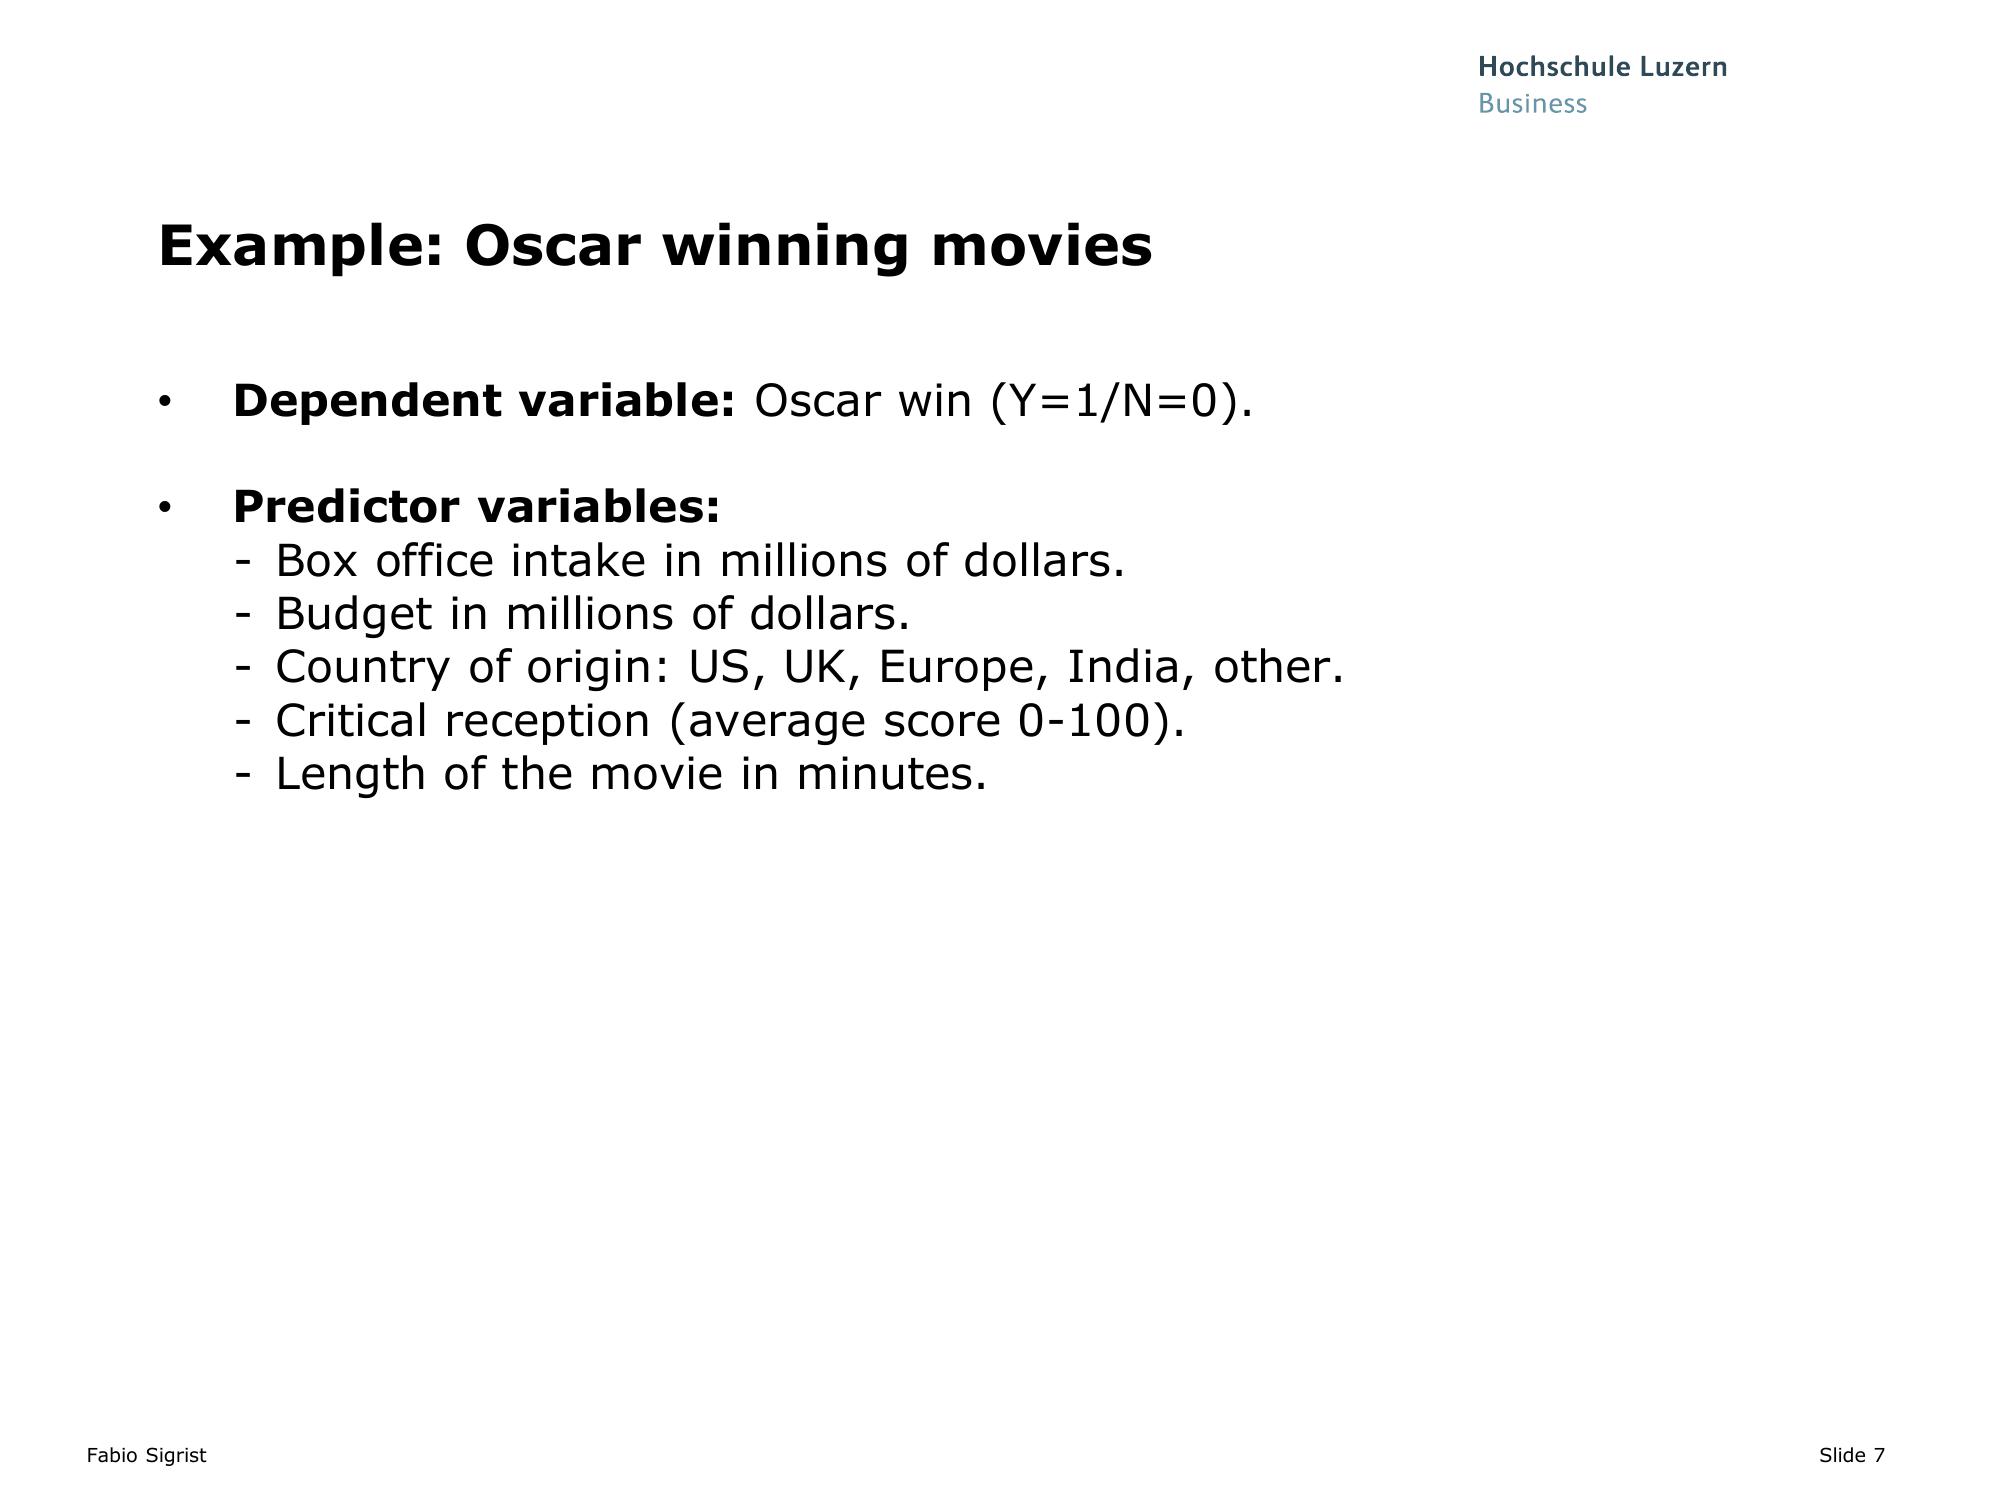 Hochschule Luzern
Business
Example: Oscar winning movies
• Dependent variable: Oscar win (Y=1/N=0).
• Predictor variables:
- Box office intake in millions of dollars.
- Budget in millions of dollars.
- Country of origin: US, UK, Europe, India, other.
- Critical reception (average score 0-100).
- Length of the movie in minutes.
Fabio Sigrist
Slide 7